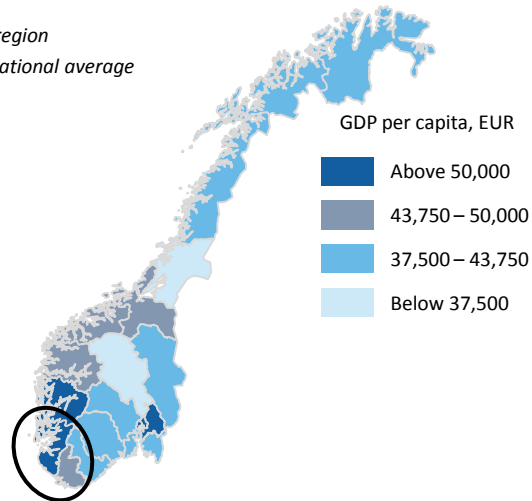 region
ational average
GDP per capita, EUR
Above 50,000
43,750 – 50,000
37,500 – 43,750
Below 37,500